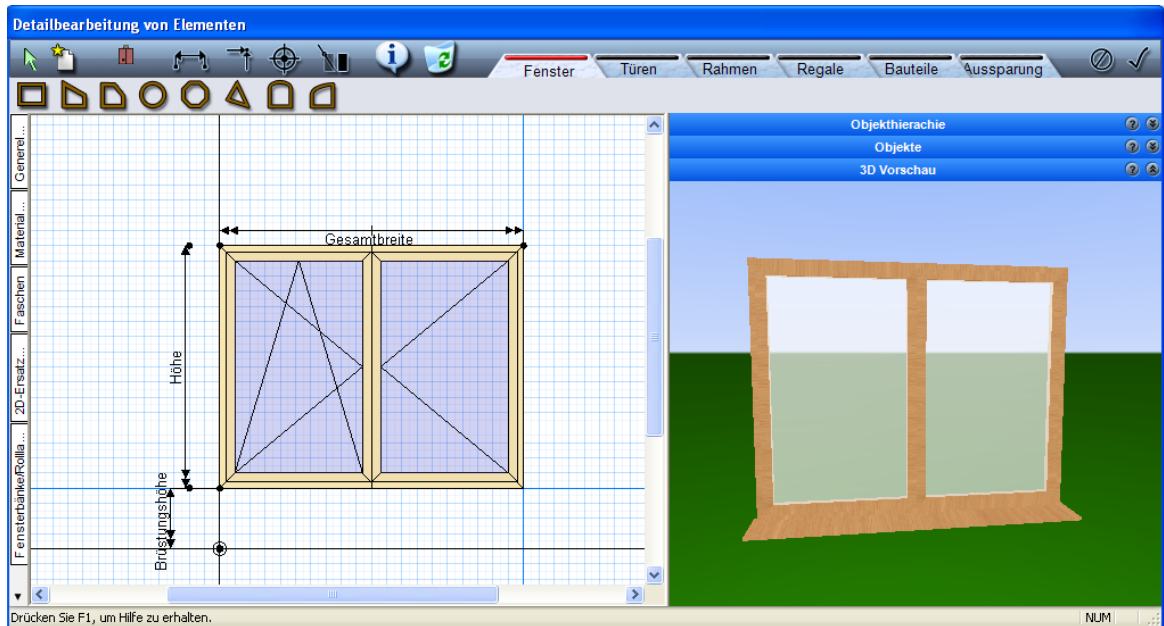 Detailbearbeitung von Elementen
Fenster Türen Rahmen Regale Bauteile Aussparung
Generel...
Material...
Faschen
2D-Ersatz...
Fensterbänke/Rolla...
Gesamtbreite
Höhe
Brüstungshöhe
Objekthierachie
Objekte
3D Vorschau
Drücken Sie F1, um Hilfe zu erhalten.
NUM